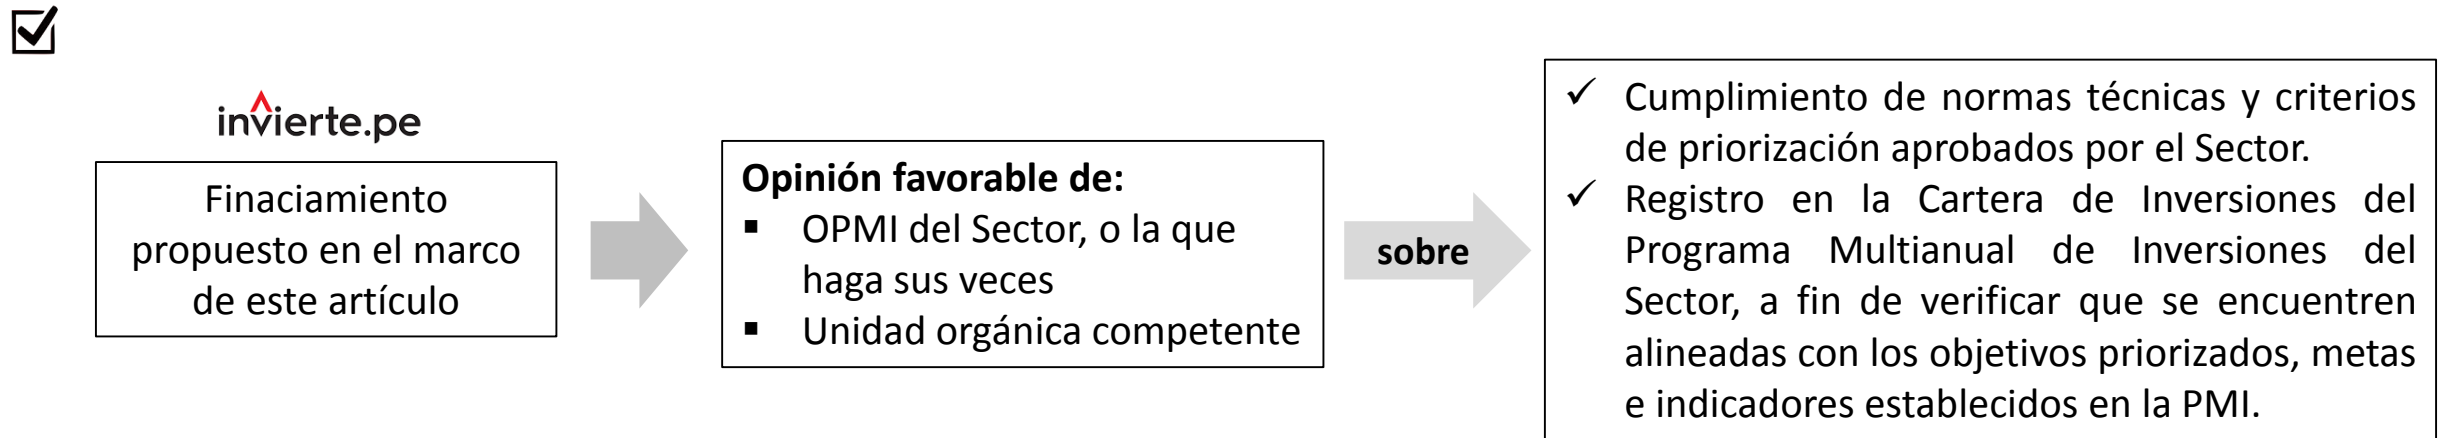 invierte.pe
Finaciamiento
propuesto en el marco
de este artículo
Opinión favorable de:
▪ OPMI del Sector, o la que
haga sus veces
▪ Unidad orgánica competente
sobre
✓ Cumplimiento de normas técnicas y criterios
de priorización aprobados por el Sector.
✓ Registro en la Cartera de Inversiones del
Programa Multianual de Inversiones del
Sector, a fin de verificar que se encuentren
alineadas con los objetivos priorizados, metas
e indicadores establecidos en la PMI.